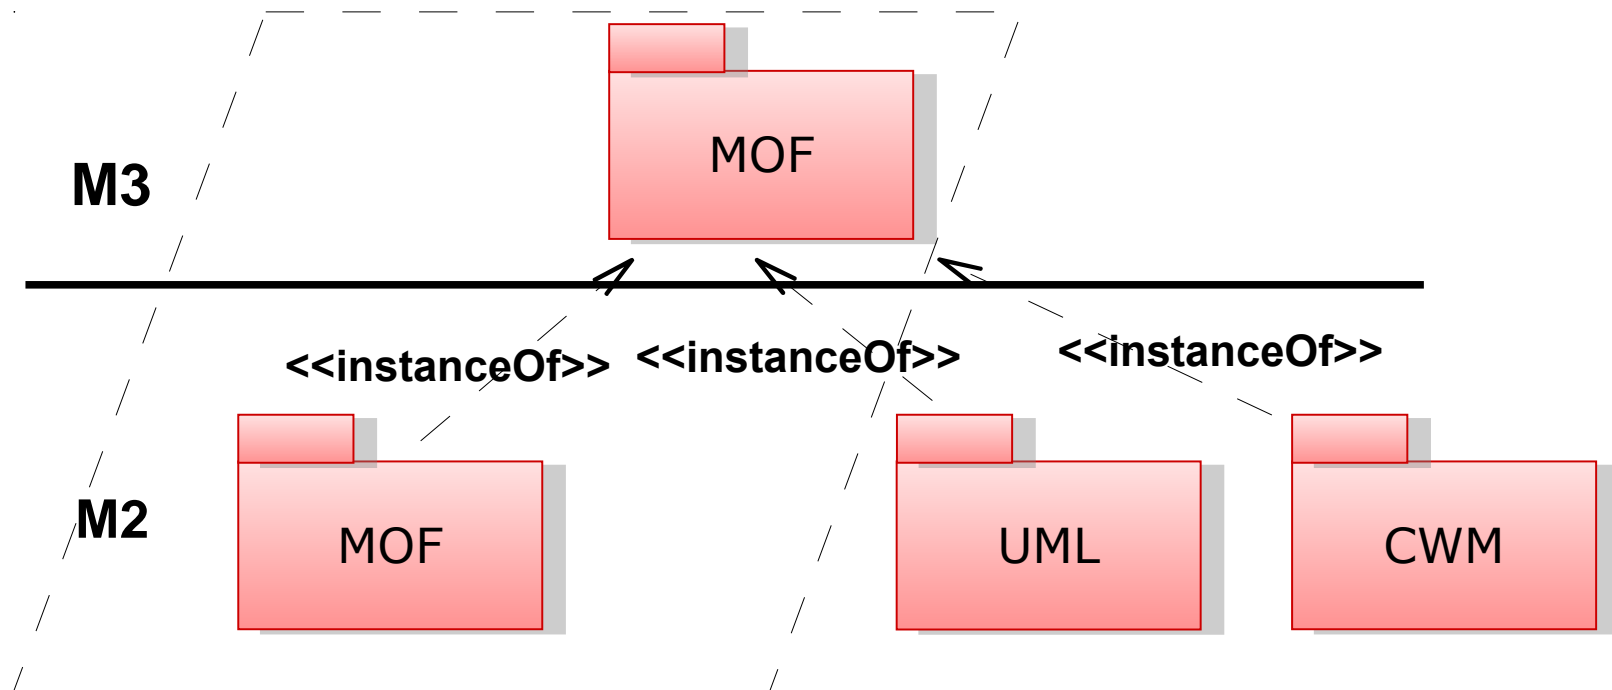 MOF
M3
<<instanceOf>>
<<instanceOf>>
<<instanceOf>>
M2
MOF
UML
CWM